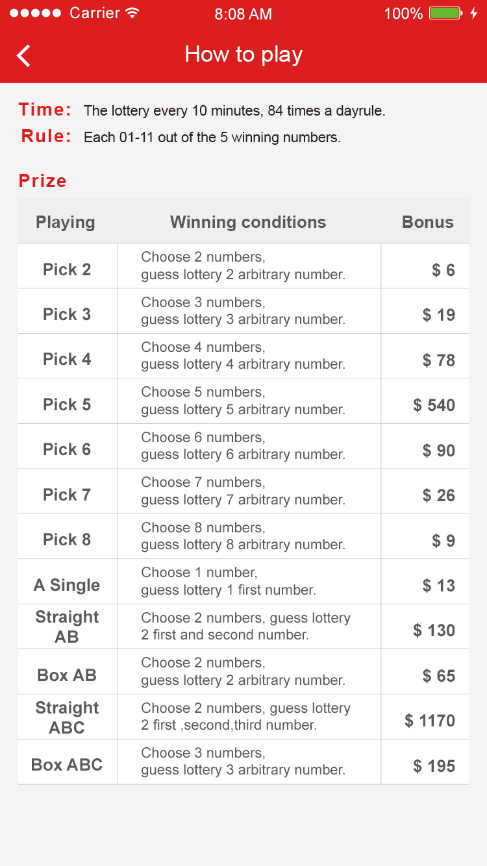 Carrier 8:08 AM 100%
How to play
Time: The lottery every 10 minutes, 84 times a dayrule.
Rule: Each 01-11 out of the 5 winning numbers.
Prize
Playing Winning conditions Bonus
Pick 2 Choose 2 numbers,
guess lottery 2 arbitrary number. $ 6
Pick 3 Choose 3 numbers,
guess lottery 3 arbitrary number. $ 19
Pick 4 Choose 4 numbers,
guess lottery 4 arbitrary number. $ 78
Pick 5 Choose 5 numbers,
guess lottery 5 arbitrary number. $ 540
Pick 6 Choose 6 numbers,
guess lottery 6 arbitrary number. $ 90
Pick 7 Choose 7 numbers,
guess lottery 7 arbitrary number. $ 26
Pick 8 Choose 8 numbers,
guess lottery 8 arbitrary number. $ 9
A Single Choose 1 number,
guess lottery 1 first number. $ 13
Straight Choose 2 numbers, guess lottery
AB 2 first and second number. $ 130
Box AB Choose 2 numbers,
guess lottery 2 arbitrary number. $ 65
Straight Choose 2 numbers, guess lottery
ABC 2 first ,second,third number. $ 1170
Box ABC Choose 3 numbers,
guess lottery 3 arbitrary number. $ 195